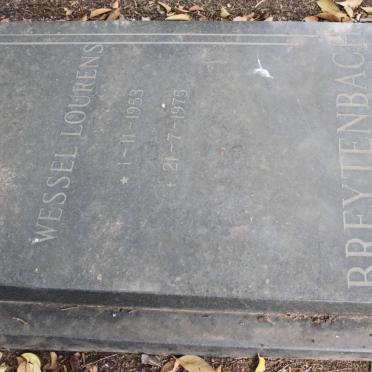 WESSEL LOURENS
* 1-11-1953
† 21-7-1975
BREYTENBACH